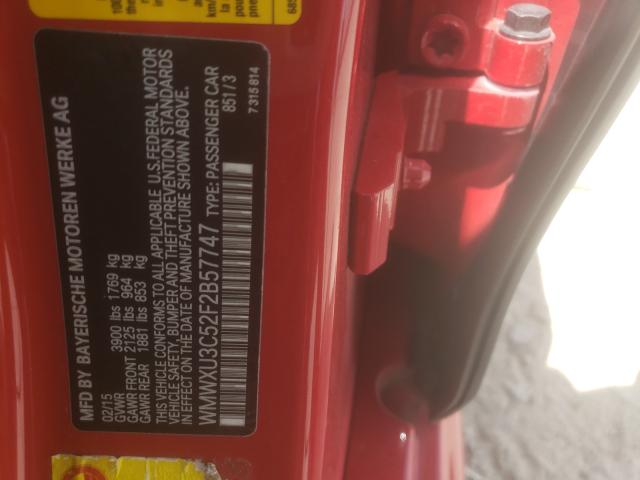 MFD BY BAYERISCHE MOTOREN WERKE AG
02/15
GVWR 3900 lbs 1769 kg
GAWR FRONT 2125 lbs 964 kg
GAWR REAR 1881 lbs 853 kg
THIS VEHICLE CONFORMS TO ALL APPLICABLE U.S. FEDERAL MOTOR
VEHICLE SAFETY, BUMPER AND THEFT PREVENTION STANDARDS
IN EFFECT ON THE DATE OF MANUFACTURE SHOWN ABOVE.
WMWXU3C52F2B57747 TYPE: PASSENGER CAR
851 / 3
7 315 814